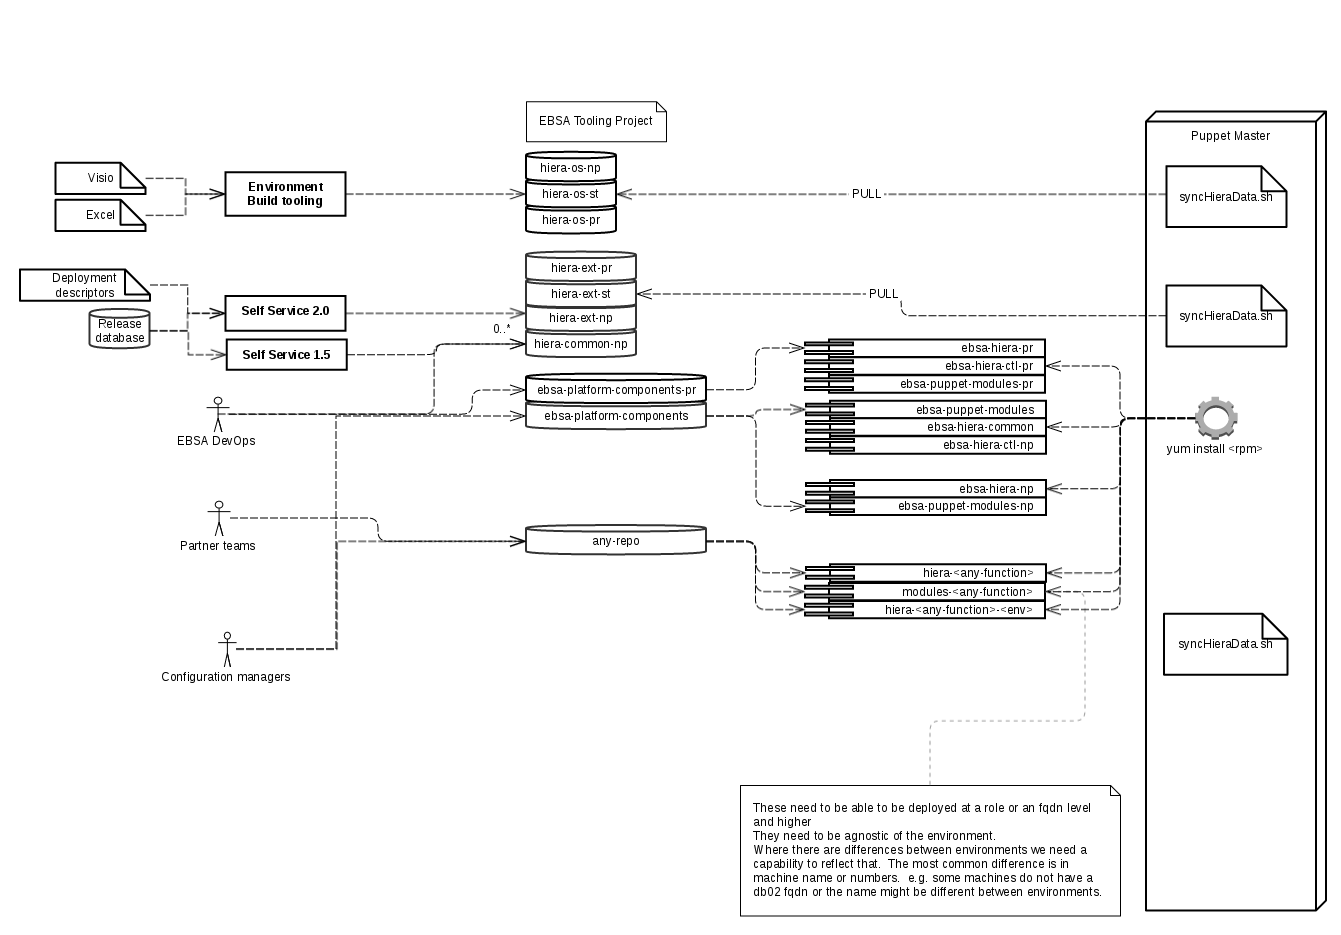 EBSA Tooling Project
Puppet Master
Visio
Excel
Environment
Build tooling
hiera-os-np
hiera-os-st
hiera-os-pr
PULL
syncHieraData.sh
Deployment
descriptors
Release
database
Self Service 2.0
Self Service 1.5
hiera-ext-pr
hiera-ext-st
hiera-ext-np
hiera-common-np
0..*
PULL
syncHieraData.sh
ebsa-platform-components-pr
ebsa-platform-components
ebsa-hiera-pr
ebsa-hiera-ctl-pr
ebsa-puppet-modules-pr
ebsa-puppet-modules
ebsa-hiera-common
ebsa-hiera-ctl-np
ebsa-hiera-np
ebsa-puppet-modules-np
yum install <rpm>
EBSA DevOps
Partner teams
any-repo
hiera-<any-function>
modules-<any-function>
hiera-<any-function>-<env>
syncHieraData.sh
Configuration managers
These need to be able to be deployed at a role or an fqdn level
and higher
They need to be agnostic of the environment.
Where there are differences between environments we need a
capability to reflect that.  The most common difference is in
machine name or numbers.  e.g. some machines do not have a
db02 fqdn or the name might be different between environments.